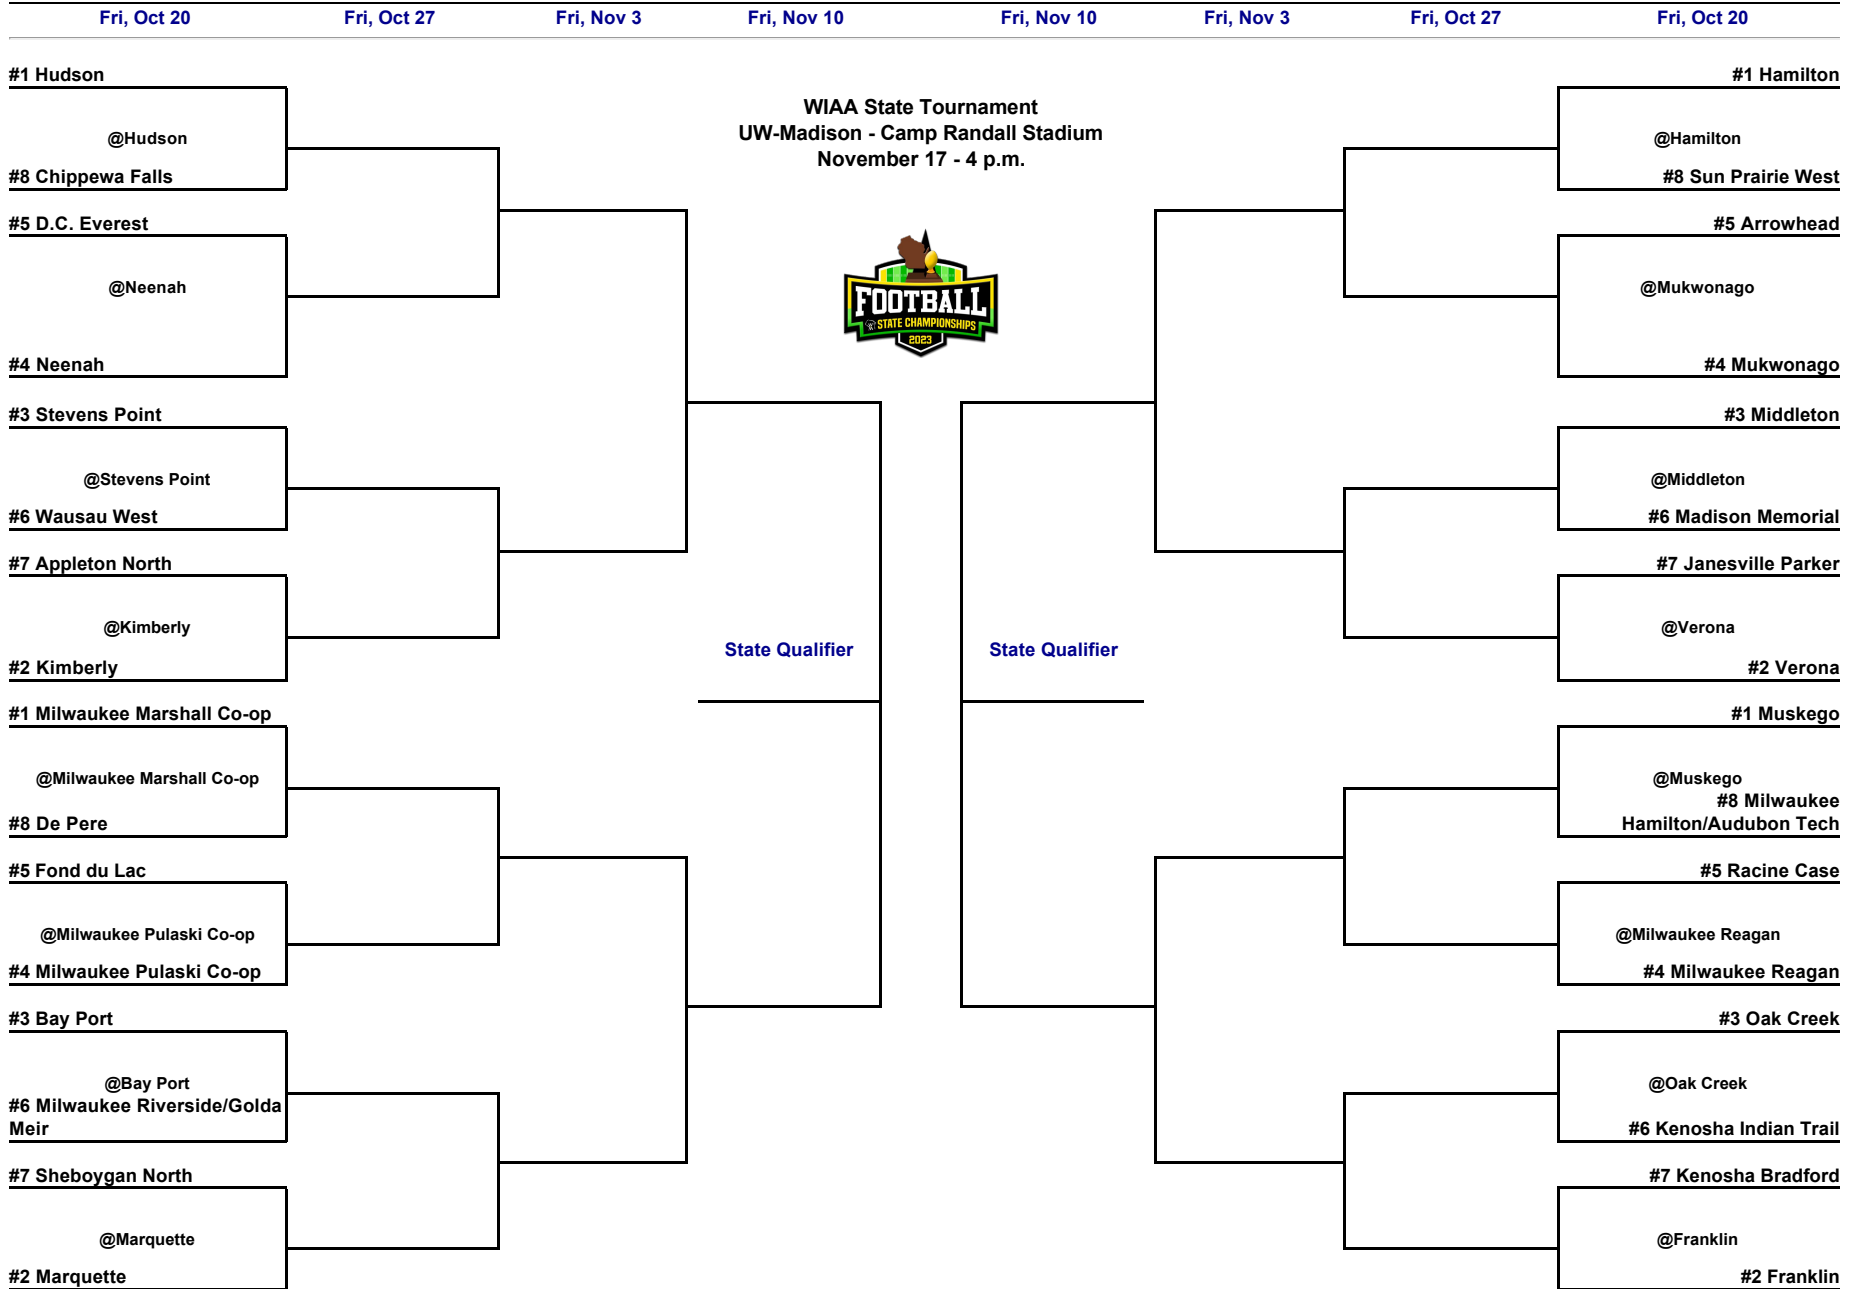 Fri, Oct 20 Fri, Oct 27 Fri, Nov 3 Fri, Nov 10 Fri, Nov 10 Fri, Nov 3 Fri, Oct 27 Fri, Oct 20
WIAA State Tournament
UW-Madison - Camp Randall Stadium
November 17 - 4 p.m.
FOOTBALL
STATE CHAMPIONSHIPS
2023
#1 Hudson
@Hudson
#8 Chippewa Falls
#5 D.C. Everest
@Neenah
#4 Neenah
#3 Stevens Point
@Stevens Point
#6 Wausau West
#7 Appleton North
@Kimberly
#2 Kimberly
#1 Milwaukee Marshall Co-op
@Milwaukee Marshall Co-op
#8 De Pere
#5 Fond du Lac
@Milwaukee Pulaski Co-op
#4 Milwaukee Pulaski Co-op
#3 Bay Port
@Bay Port
#6 Milwaukee Riverside/Golda
Meir
#7 Sheboygan North
@Marquette
#2 Marquette
State Qualifier
State Qualifier
#1 Hamilton
@Hamilton
#8 Sun Prairie West
#5 Arrowhead
@Mukwonago
#4 Mukwonago
#3 Middleton
@Middleton
#6 Madison Memorial
#7 Janesville Parker
@Verona
#2 Verona
#1 Muskego
@Muskego
#8 Milwaukee
Hamilton/Audubon Tech
#5 Racine Case
@Milwaukee Reagan
#4 Milwaukee Reagan
#3 Oak Creek
@Oak Creek
#6 Kenosha Indian Trail
#7 Kenosha Bradford
@Franklin
#2 Franklin